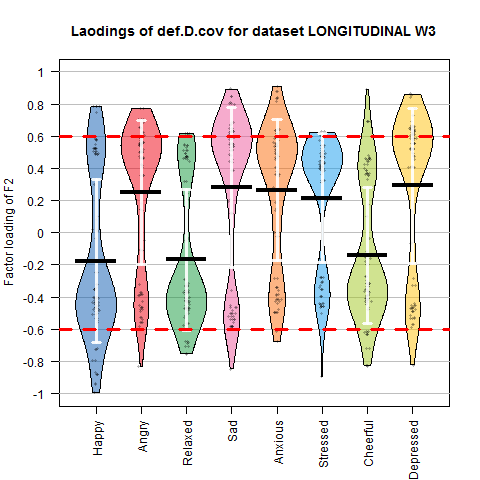 Laodings of def.D.cov for dataset LONGITUDINAL W3
Factor loading of F2
1
0.8
0.6
0.4
0.2
0
-0.2
-0.4
-0.6
-0.8
-1
Happy
Angry
Relaxed
Sad
Anxious
Stressed
Cheerful
Depressed